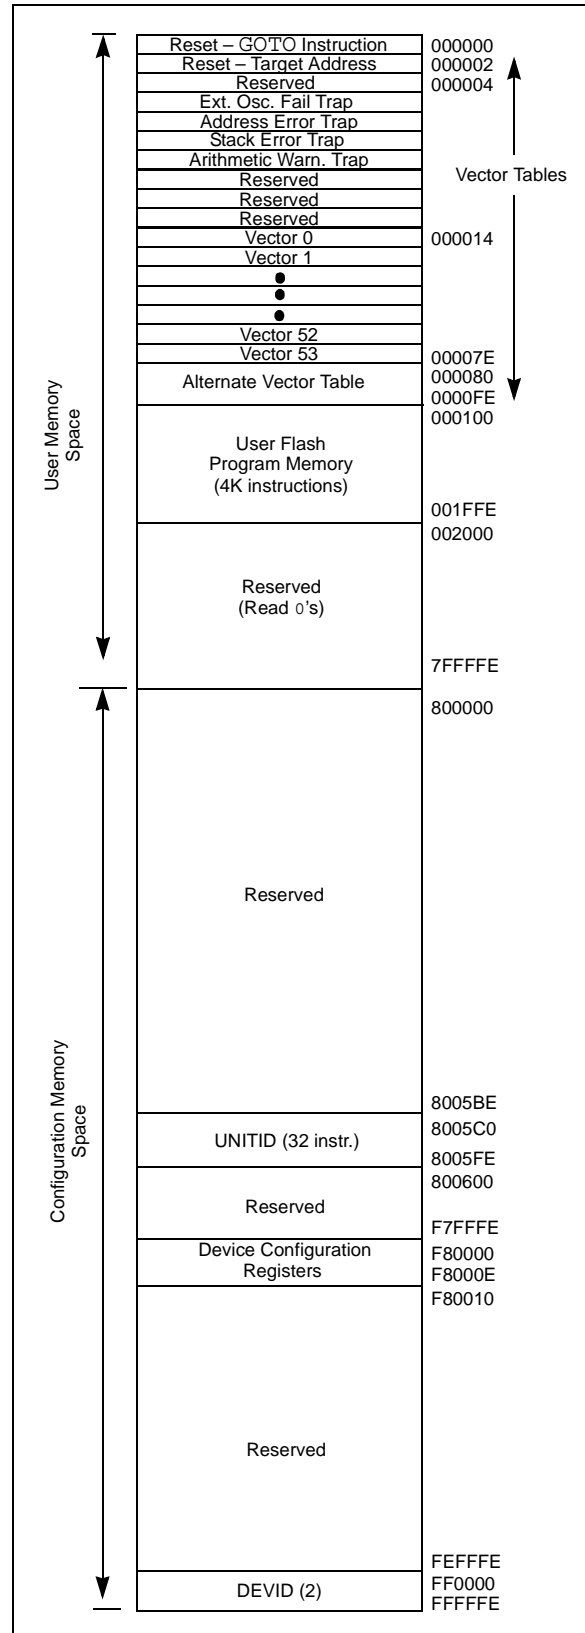 Reset – GOTO Instruction 000000
Reset – Target Address 000002
Reserved 000004
Ext. Osc. Fail Trap
Address Error Trap
Stack Error Trap
Arithmetic Warn. Trap
Vector Tables
Reserved
Reserved
Reserved
Vector 0 000014
Vector 1
Vector 52
Vector 53 00007E
000080
Alternate Vector Table
0000FE
000100
User Memory
Space
User Flash
Program Memory
(4K instructions)
001FFE
002000
Reserved
(Read 0's)
7FFFFE
800000
Reserved
Configuration Memory
Space
8005BE
8005C0
UNITID (32 instr.)
8005FE
800600
Reserved
F7FFFE
Device Configuration F80000
Registers F8000E
F80010
Reserved
FEFFFE
FF0000
DEVID (2)
FFFFFE